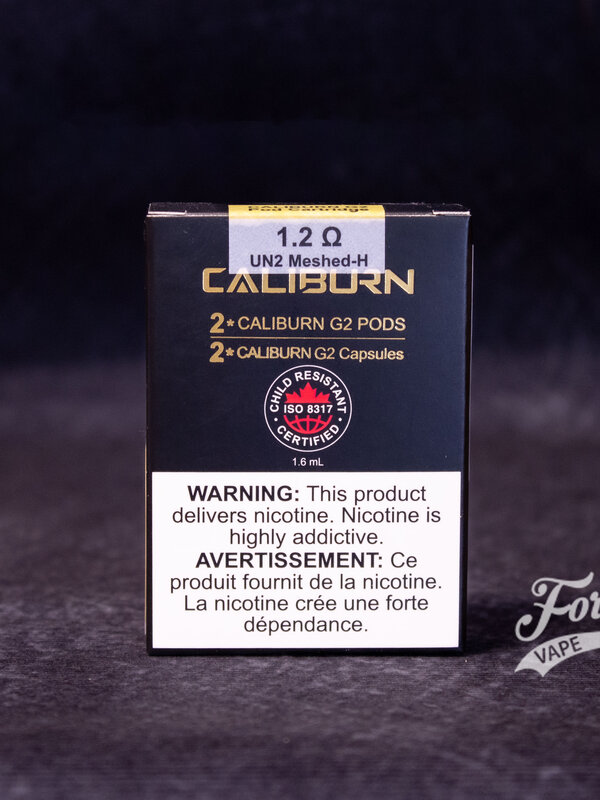 Pod Cartridge
1.2 Ω
UN2 Meshed-H
CALIBURN
2* CALIBURN G2 PODS
2* CALIBURN G2 Capsules
CHILD RESISTANT
ISO 8317
• CERTIFIED •
1.6 mL
WARNING: This product
delivers nicotine. Nicotine is
highly addictive.
AVERTISSEMENT: Ce
produit fournit de la nicotine.
La nicotine crée une forte
dépendance.
VAPE